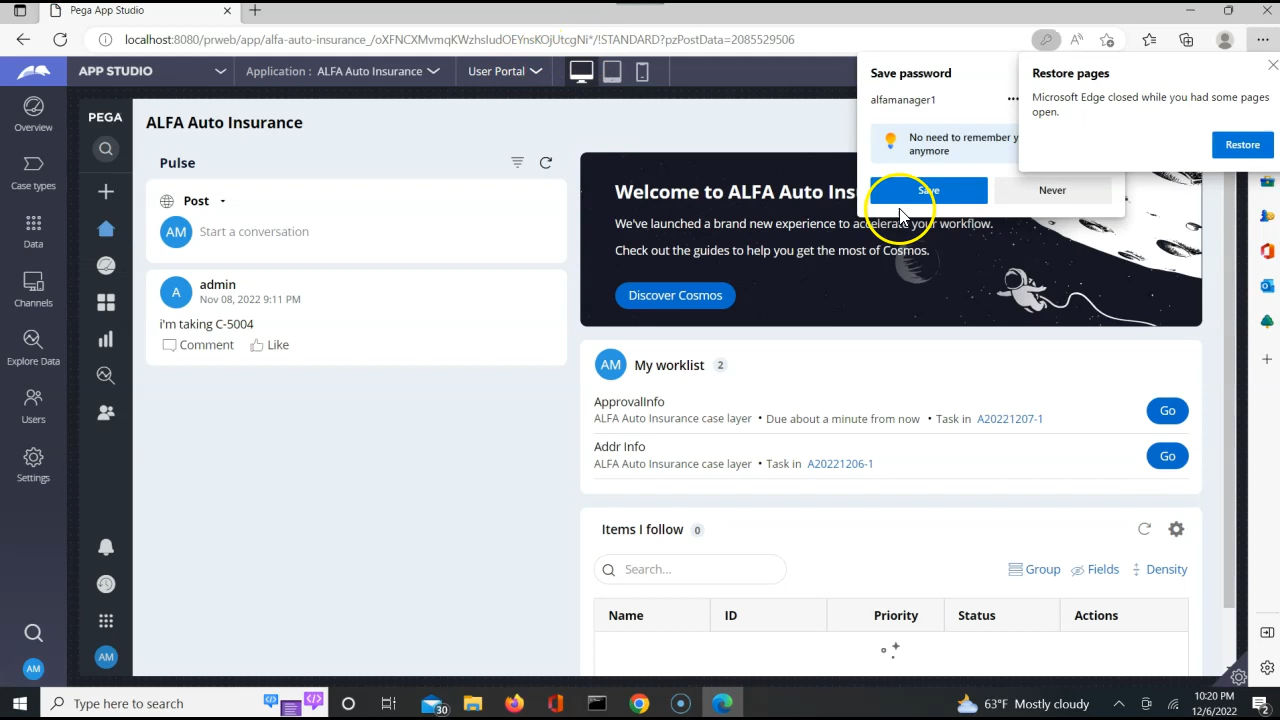 Pega App Studio
localhost:8080/prweb/app/alfa-auto-insurance_/oXFNCXMvmqKWzhsIudOEYnsKOjUtcgNi*/!STANDARD?pzPostData=2085529506
APP STUDIO
Application : ALFA Auto Insurance
User Portal
Save password
alfamanager1
No need to remember y
anymore
Save
Never
Restore pages
Microsoft Edge closed while you had some pages
open.
Restore
Overview
Case types
Data
Channels
Explore Data
Users
Settings
AM
PEGA
AM
ALFA Auto Insurance
Pulse
Post
AM
Start a conversation
A
admin
Nov 08, 2022 9:11 PM
i'm taking C-5004
Comment
Like
Welcome to ALFA Auto Insu
We've launched a brand new experience to accelerate your workflow.
Check out the guides to help you get the most of Cosmos.
Discover Cosmos
AM
My worklist 2
ApprovalInfo
ALFA Auto Insurance case layer • Due about a minute from now • Task in A20221207-1
Go
Addr Info
ALFA Auto Insurance case layer • Task in A20221206-1
Go
Items I follow 0
Search...
Group
Fields
Density
Name
ID
Priority
Status
Actions
Type here to search
30
63°F Mostly cloudy
10:20 PM
12/6/2022
2